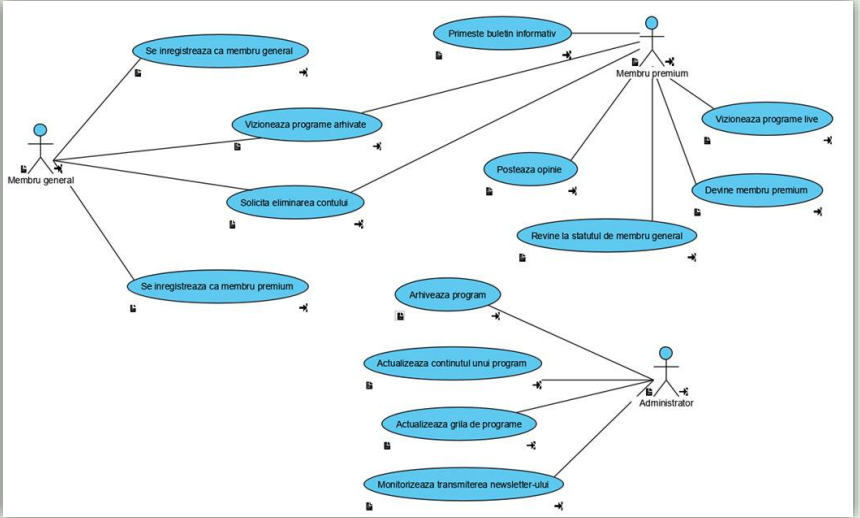 Primeste buletin informativ
Se inregistreaza ca membru general
Membru premium
Vizioneaza programe arhivate
Vizioneaza programe live
Posteaza opinie
Membru general
Devine membru premium
Solicita eliminarea contului
Revine la statutul de membru general
Se inregistreaza ca membru premium
Arhiveaza program
Actualizeaza continutul unui program
Administrator
Actualizeaza grila de programe
Monitorizeaza transmiterea newsletter-ului